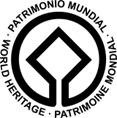 · PATRIMONIO MUNDIAL ·
WORLD HERITAGE ·
PATRIMOINE MONDIAL